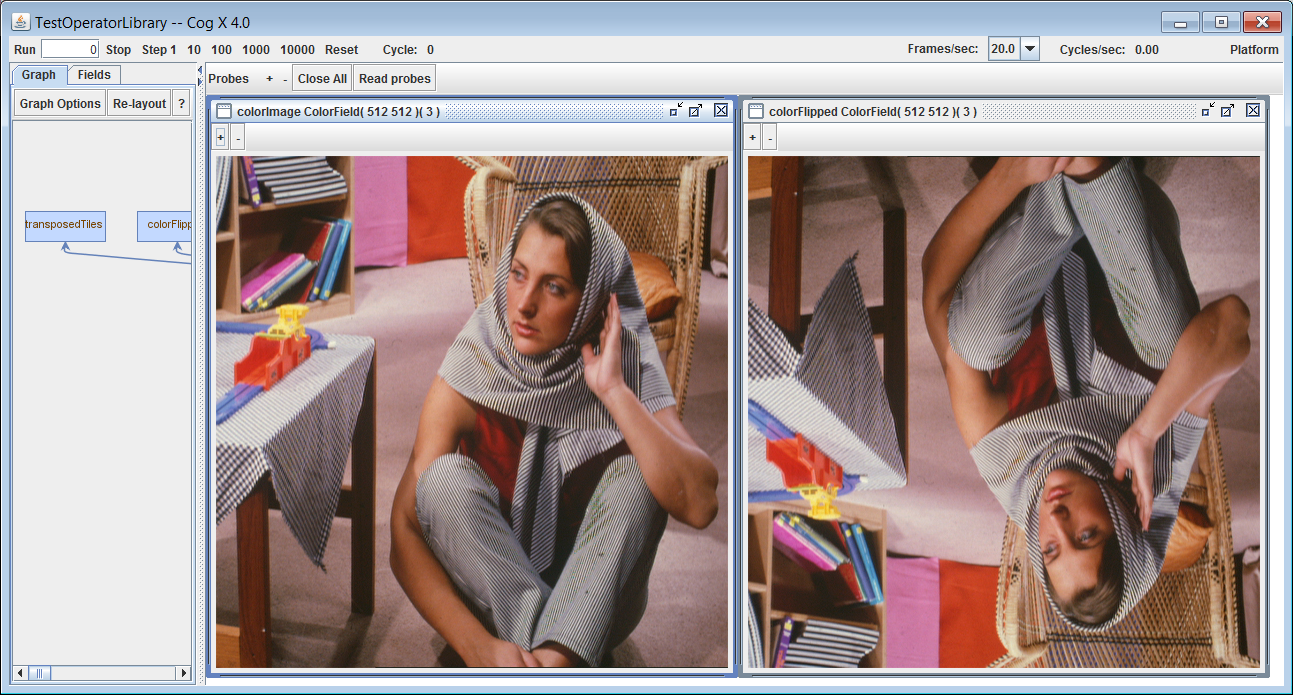 TestOperatorLibrary -- Cog X 4.0
Run 0 Stop Step 1 10 100 1000 10000 Reset Cycle: 0 Frames/sec: 20.0 Cycles/sec: 0.00 Platform
Graph Fields
Probes + - Close All Read probes
Graph Options Re-layout ?
colorImage ColorField( 512 512 )( 3 )
+ -
colorFlipped ColorField( 512 512 )( 3 )
+ -
transposedTiles colorFlipp